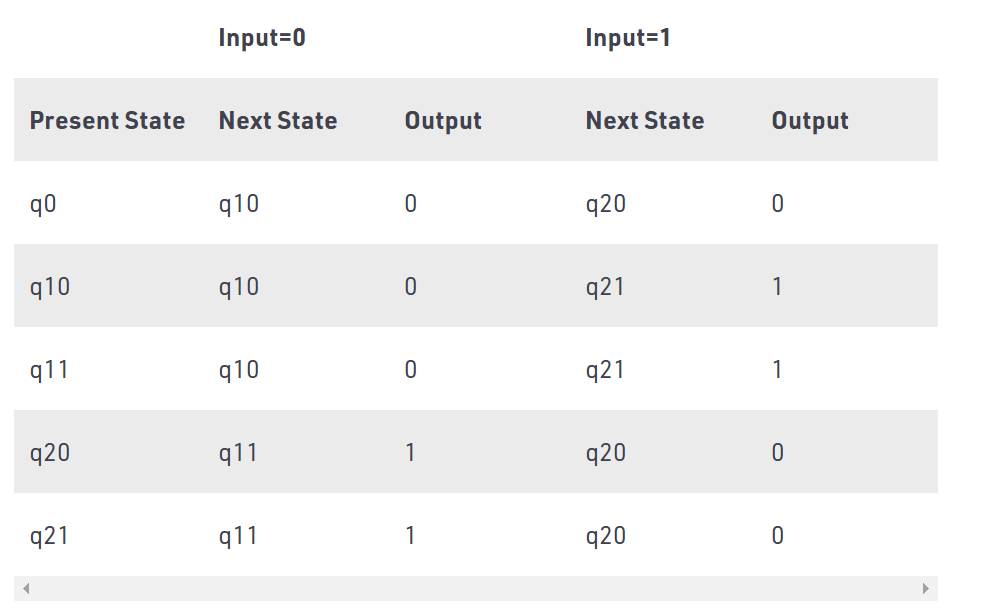 Input=0 Input=1
Present State Next State Output Next State Output
q0 q10 0 q20 0
q10 q10 0 q21 1
q11 q10 0 q21 1
q20 q11 1 q20 0
q21 q11 1 q20 0